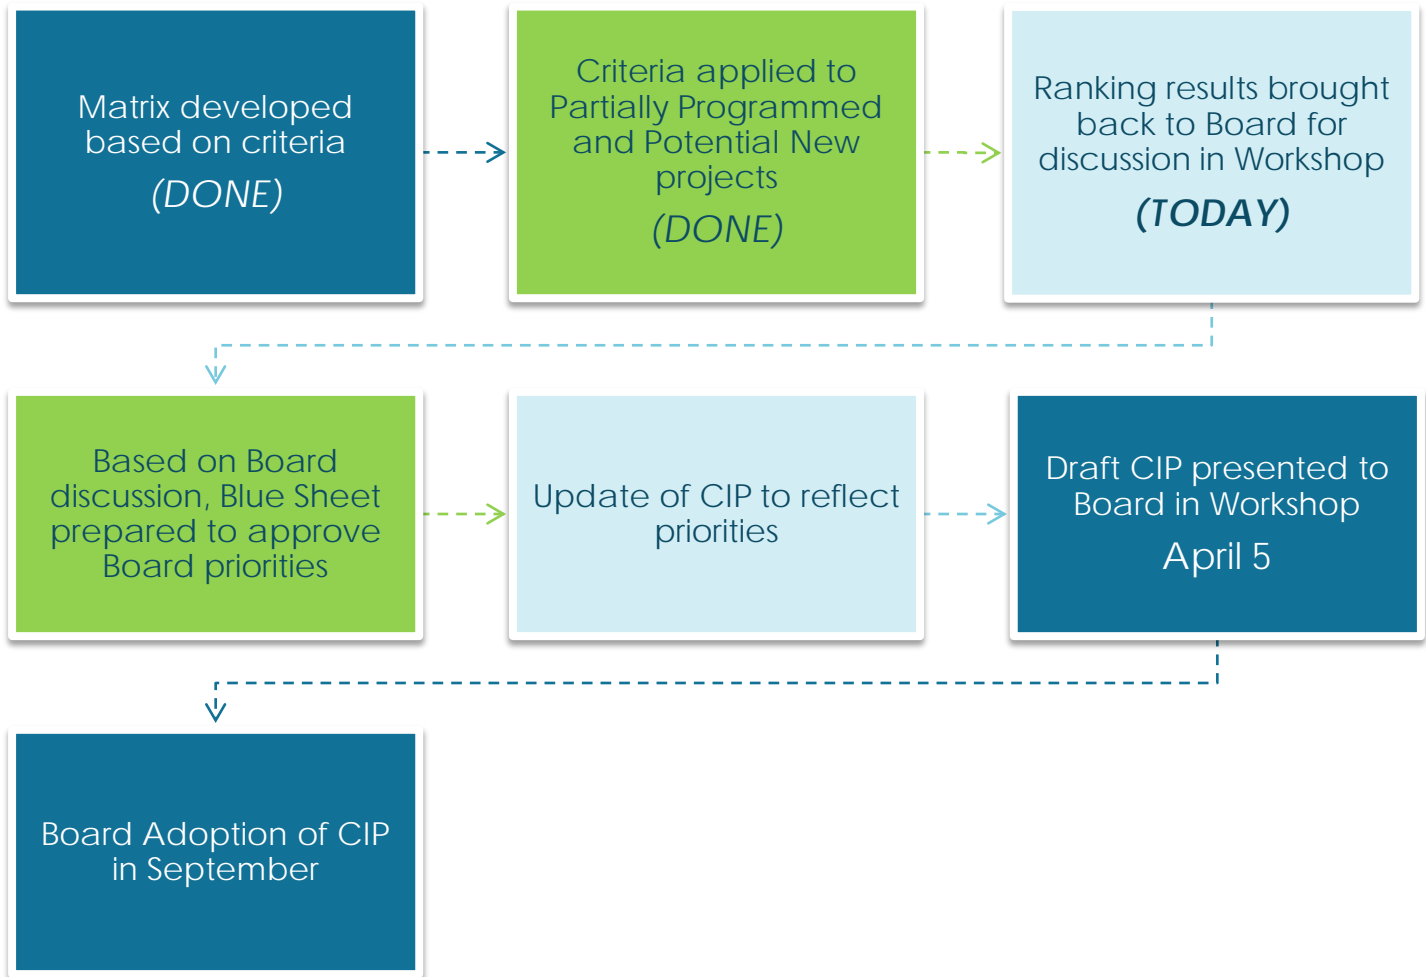 Matrix developed
based on criteria
(DONE)
Criteria applied to
Partially Programmed
and Potential New
projects
(DONE)
Ranking results brought
back to Board for
discussion in Workshop
(TODAY)
Based on Board
discussion, Blue Sheet
prepared to approve
Board priorities
Update of CIP to reflect
priorities
Draft CIP presented to
Board in Workshop
April 5
Board Adoption of CIP
in September